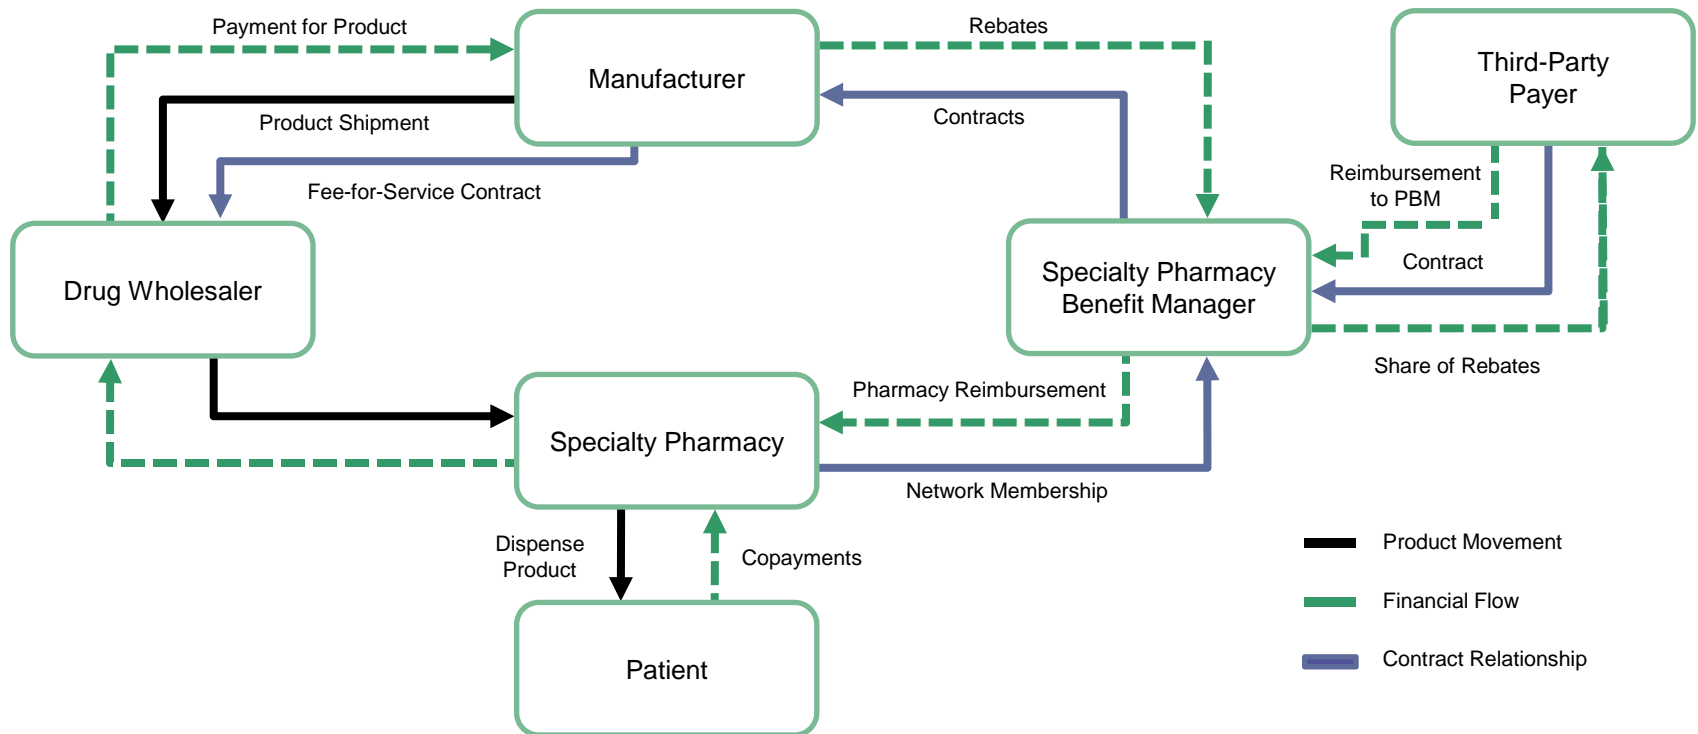 Payment for Product
Rebates
Manufacturer
Third-Party
Payer
Product Shipment
Contracts
Fee-for-Service Contract
Reimbursement
to PBM
Drug Wholesaler
Specialty Pharmacy
Benefit Manager
Contract
Share of Rebates
Pharmacy Reimbursement
Specialty Pharmacy
Network Membership
Dispense
Product
Copayments
Patient
Product Movement
Financial Flow
Contract Relationship